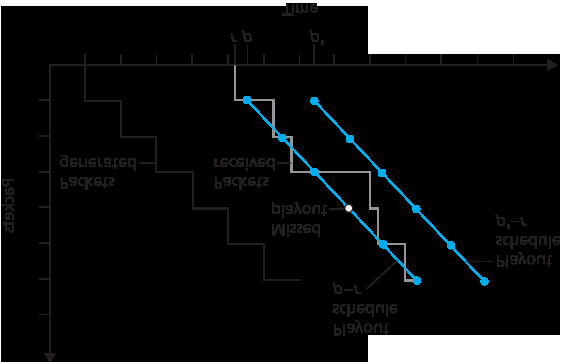 Time
r p
p'
Packets
generated
Packets
received
Missed
playout
packets
Playout
schedule
p–r
Playout
schedule
p'–r